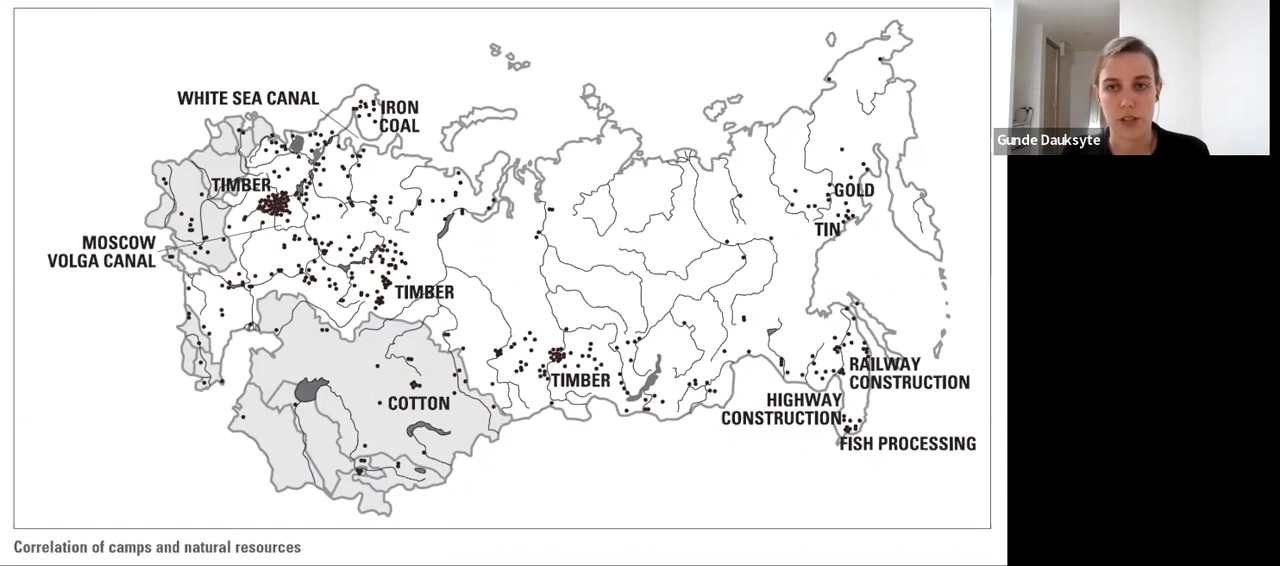 WHITE SEA CANAL
IRON
COAL
Gunde Dauksyte
TIMBER
GOLD
TIN
MOSCOW
VOLGA CANAL
TIMBER
RAILWAY
CONSTRUCTION
TIMBER
COTTON
HIGHWAY
CONSTRUCTION
FISH PROCESSING
Correlation of camps and natural resources